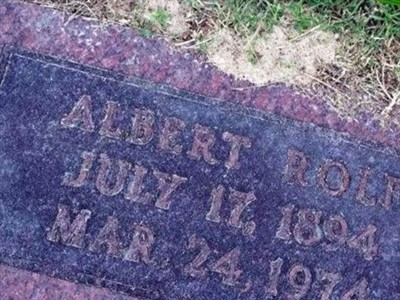 ALBERT ROLF
JULY 17, 1894
MAR. 24, 1974